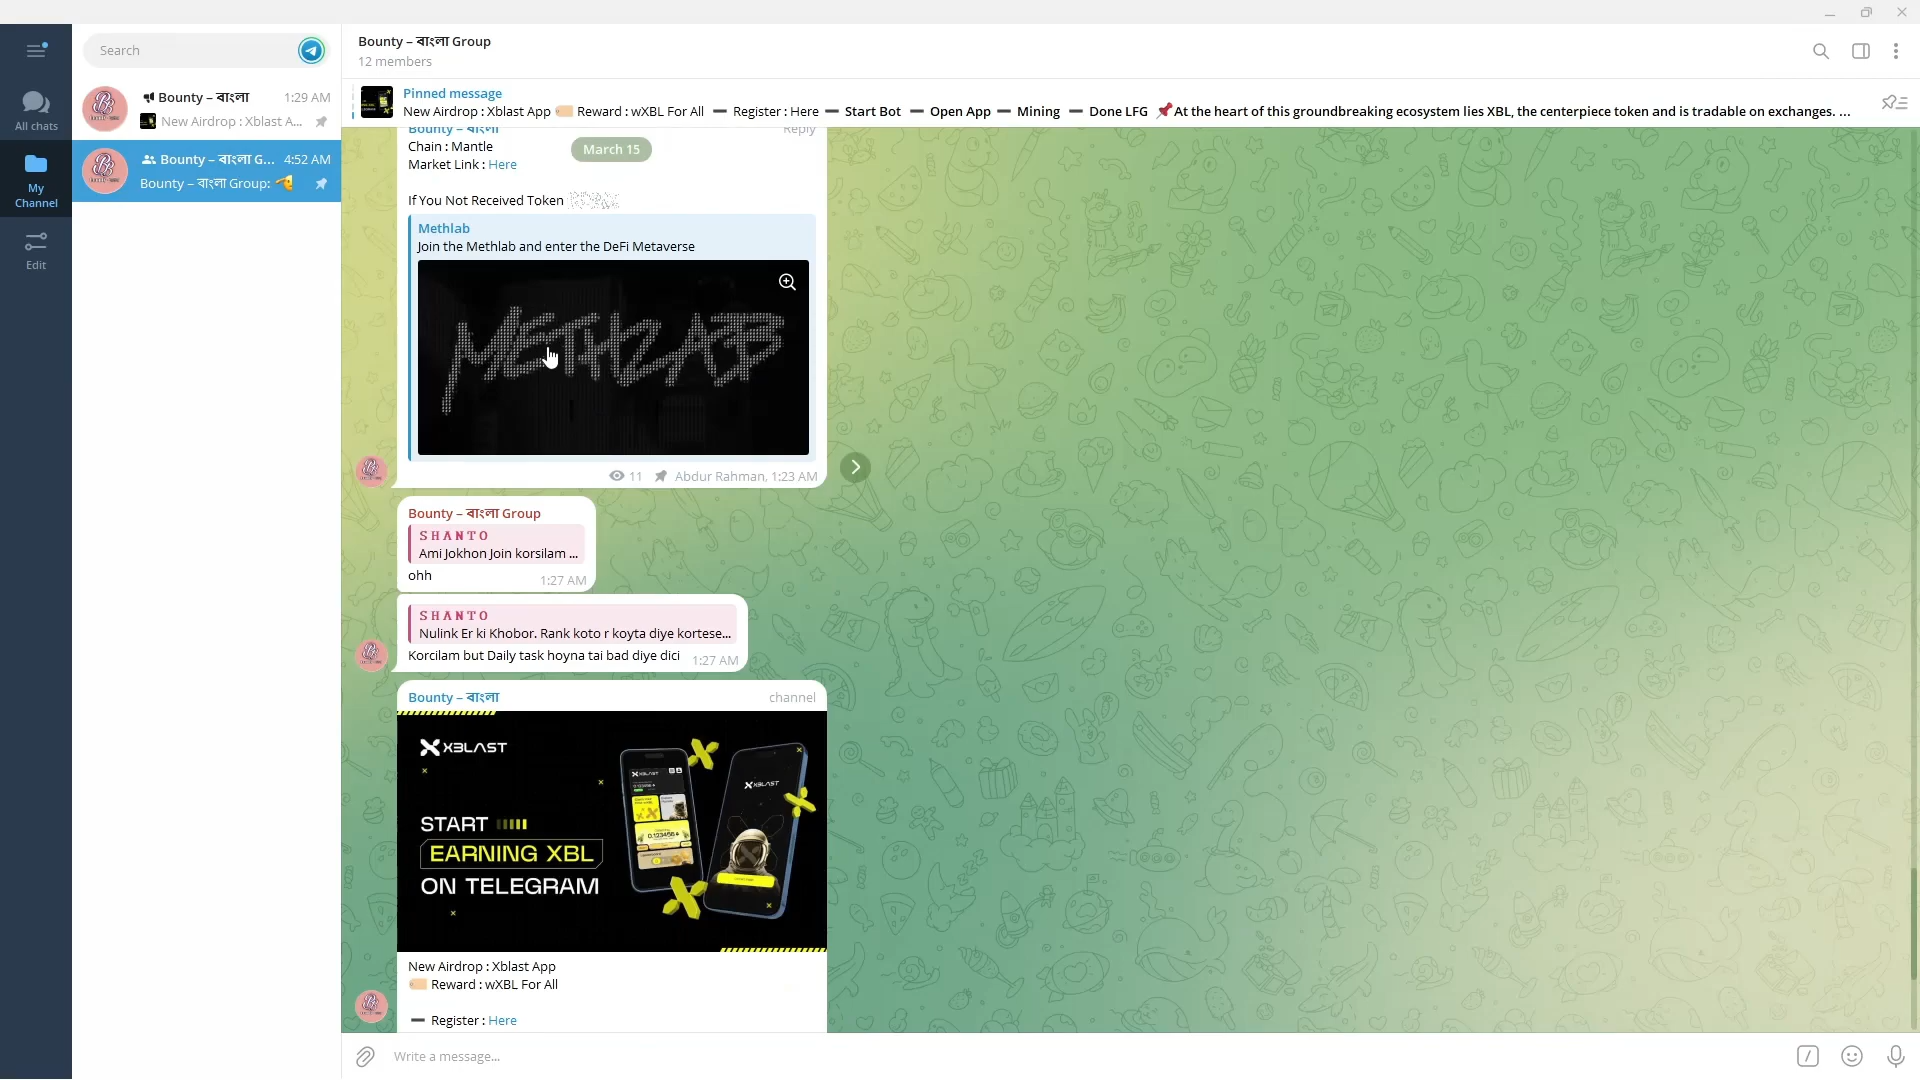 Search
Bounty – বাংলা 1:29 AM
New Airdrop : Xblast A...
All chats
Bounty – বাংলা G... 4:52 AM
Bounty – বাংলা Group:
My
Channel
Edit
Bounty – বাংলা Group
12 members
Pinned message
New Airdrop : Xblast App Reward : wXBL For All ➖ Register : Here ➖ Start Bot ➖ Open App ➖ Mining ➖ Done LFG 📌At the heart of this groundbreaking ecosystem lies XBL, the centerpiece token and is tradable on exchanges. ...
Bounty – বাংলা Reply
March 15
Chain : Mantle
Market Link : Here
If You Not Received Token
Methlab
Join the Methlab and enter the DeFi Metaverse
METHLAB
11 Abdur Rahman, 1:23 AM
Bounty – বাংলা Group
SHANTO
Ami Jokhon Join korsilam ...
ohh 1:27 AM
SHANTO
Nulink Er ki Khobor. Rank koto r koyta diye kortese...
Korcilam but Daily task hoyna tai bad diye dici 1:27 AM
Bounty – বাংলা channel
XBLAST
XBLAST
XBLAST
START
EARNING XBL
ON TELEGRAM
New Airdrop : Xblast App
Reward : wXBL For All
➖ Register : Here
Write a message...